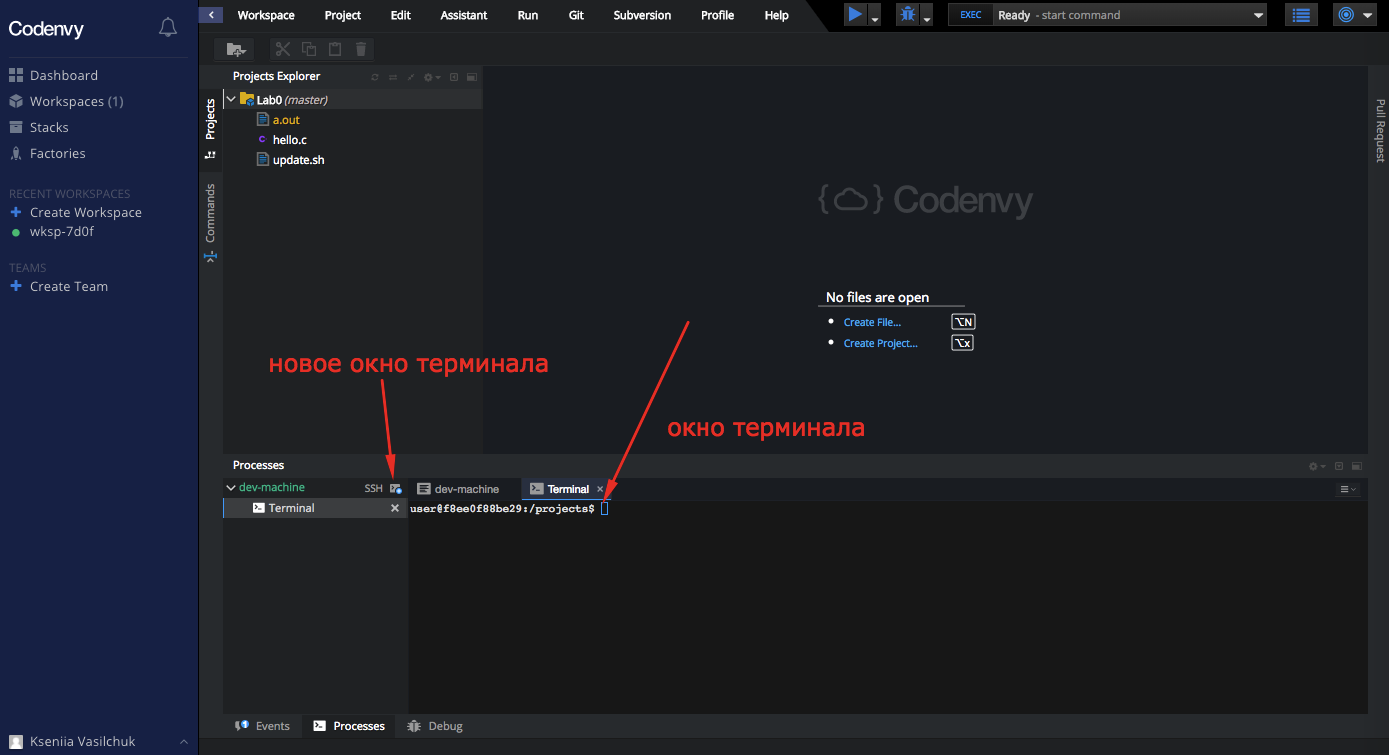 Codenvy
Workspace Project Edit Assistant Run Git Subversion Profile Help
EXEC Ready - start command
Dashboard
Workspaces (1)
Stacks
Factories
RECENT WORKSPACES
Create Workspace
wksp-7d0f
TEAMS
Create Team
Kseniia Vasilchuk
Projects
Commands
Projects Explorer
Lab0 (master)
a.out
hello.c
update.sh
Codenvy
No files are open
Create File... ⌥N
Create Project... ⌥x
Pull Request
новое окно терминала
окно терминала
Processes
dev-machine SSH
Terminal
dev-machine Terminal
user@f8ee0f88be29:/projects$
Events Processes Debug